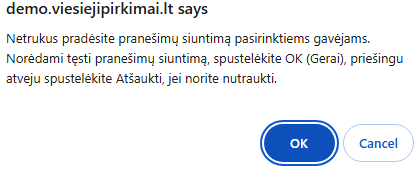 demo.viesiejipirkimai.lt says
Netrukus pradėsite pranešimų siuntimą pasirinktiems gavėjams.
Norėdami tęsti pranešimų siuntimą, spustelėkite OK (Gerai), priešingu
atveju spustelėkite Atšaukti, jei norite nutraukti.
OK
Cancel